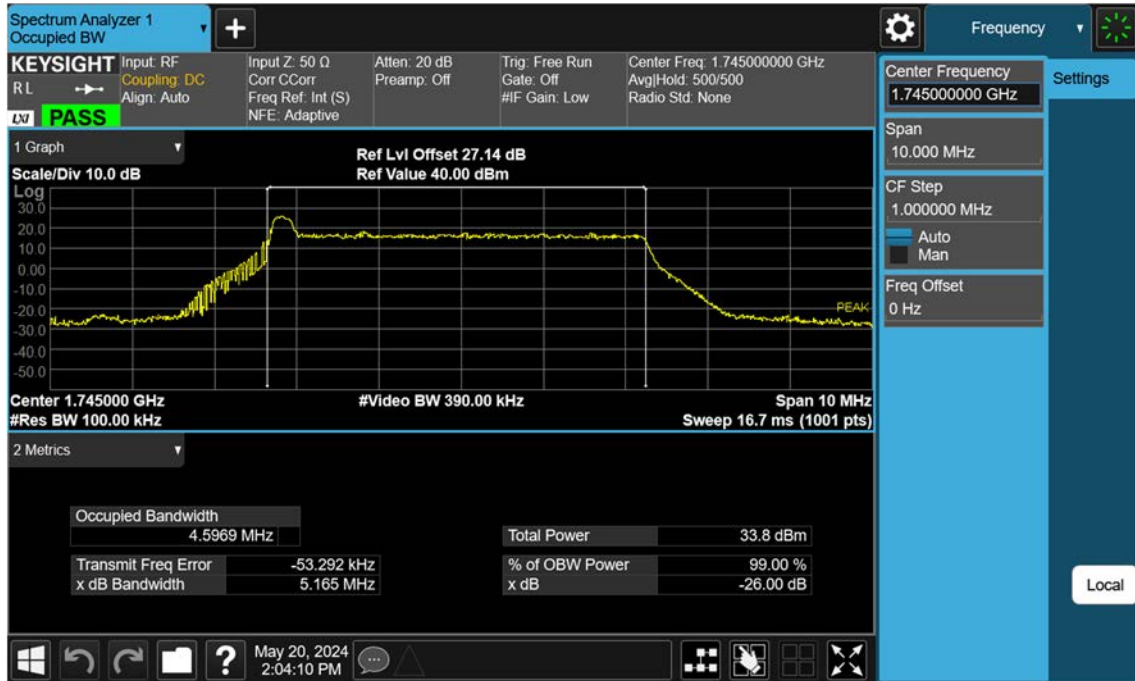 Spectrum Analyzer 1
Occupied BW
Frequency
KEYSIGHT
R L
LXI
PASS
Input: RF
Coupling: DC
Align: Auto
Input Z: 50 Ω
Corr CCorr
Freq Ref: Int (S)
NFE: Adaptive
Atten: 20 dB
Preamp: Off
Trig: Free Run
Gate: Off
#IF Gain: Low
Center Freq: 1.745000000 GHz
Avg|Hold: 500/500
Radio Std: None
Center Frequency
1.745000000 GHz
Settings
Span
10.000 MHz
CF Step
1.000000 MHz
Auto
Man
Freq Offset
0 Hz
Local
1 Graph
Scale/Div 10.0 dB
Ref Lvl Offset 27.14 dB
Ref Value 40.00 dBm
Log
30.0
20.0
10.0
0.00
-10.0
-20.0
-30.0
-40.0
-50.0
PEAK
Center 1.745000 GHz
#Video BW 390.00 kHz
Span 10 MHz
#Res BW 100.00 kHz
Sweep 16.7 ms (1001 pts)
2 Metrics
Occupied Bandwidth
4.5969 MHz
Total Power 33.8 dBm
Transmit Freq Error -53.292 kHz
% of OBW Power 99.00 %
x dB Bandwidth 5.165 MHz
x dB -26.00 dB
?
May 20, 2024
2:04:10 PM